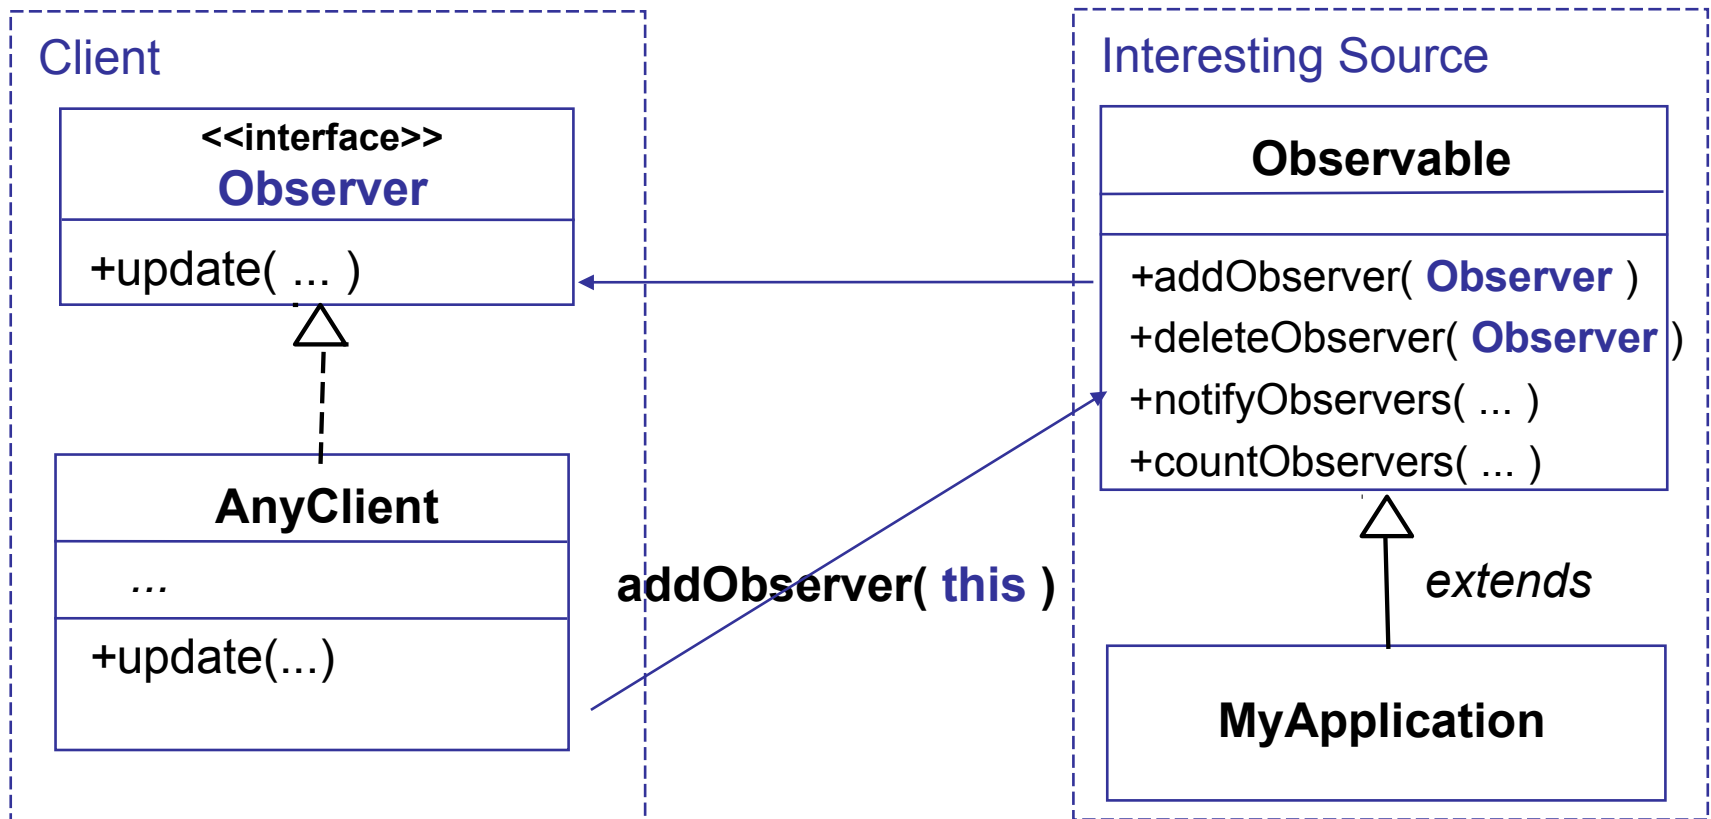 Client
<<interface>>
Observer
+update( ... )
AnyClient
...
+update(...)
addObserver( this )
Interesting Source
Observable
+addObserver( Observer )
+deleteObserver( Observer )
+notifyObservers( ... )
+countObservers( ... )
extends
MyApplication